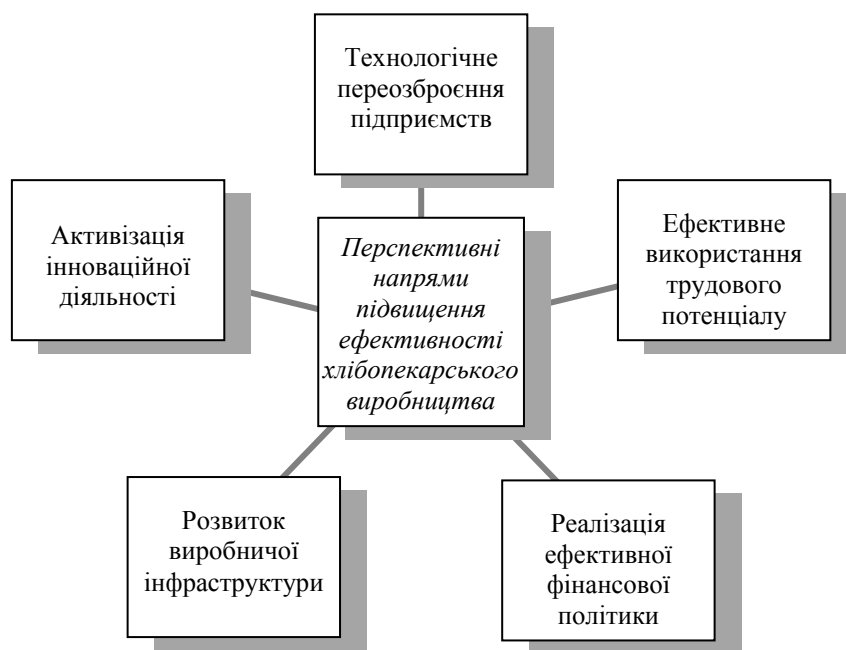 Технологічне
переозброєння
підприємств
Активізація
інноваційної
діяльності
Перспективні
напрями
підвищення
ефективності
хлібопекарського
виробництва
Ефективне
використання
трудового
потенціалу
Розвиток
виробничої
інфраструктури
Реалізація
ефективної
фінансової
політики